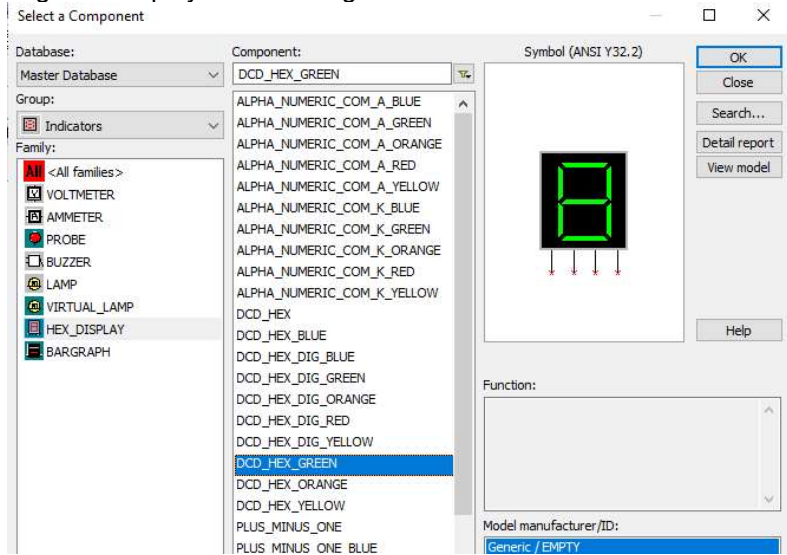 Select a Component
Database:
Master Database
Group:
Indicators
Family:
All <All families>
V VOLTMETER
A AMMETER
PROBE
BUZZER
LAMP
VIRTUAL_LAMP
HEX_DISPLAY
BARGRAPH
Component:
DCD_HEX_GREEN
ALPHA_NUMERIC_COM_A_BLUE
ALPHA_NUMERIC_COM_A_GREEN
ALPHA_NUMERIC_COM_A_ORANGE
ALPHA_NUMERIC_COM_A_RED
ALPHA_NUMERIC_COM_A_YELLOW
ALPHA_NUMERIC_COM_K_BLUE
ALPHA_NUMERIC_COM_K_GREEN
ALPHA_NUMERIC_COM_K_ORANGE
ALPHA_NUMERIC_COM_K_RED
ALPHA_NUMERIC_COM_K_YELLOW
DCD_HEX
DCD_HEX_BLUE
DCD_HEX_DIG_BLUE
DCD_HEX_DIG_GREEN
DCD_HEX_DIG_ORANGE
DCD_HEX_DIG_RED
DCD_HEX_DIG_YELLOW
DCD_HEX_GREEN
DCD_HEX_ORANGE
DCD_HEX_YELLOW
PLUS_MINUS_ONE
PLUS_MINUS_ONE_BLUE
Symbol (ANSI Y32.2)
8
Function:
Model manufacturer/ID:
Generic / EMPTY
OK
Close
Search...
Detail report
View model
Help